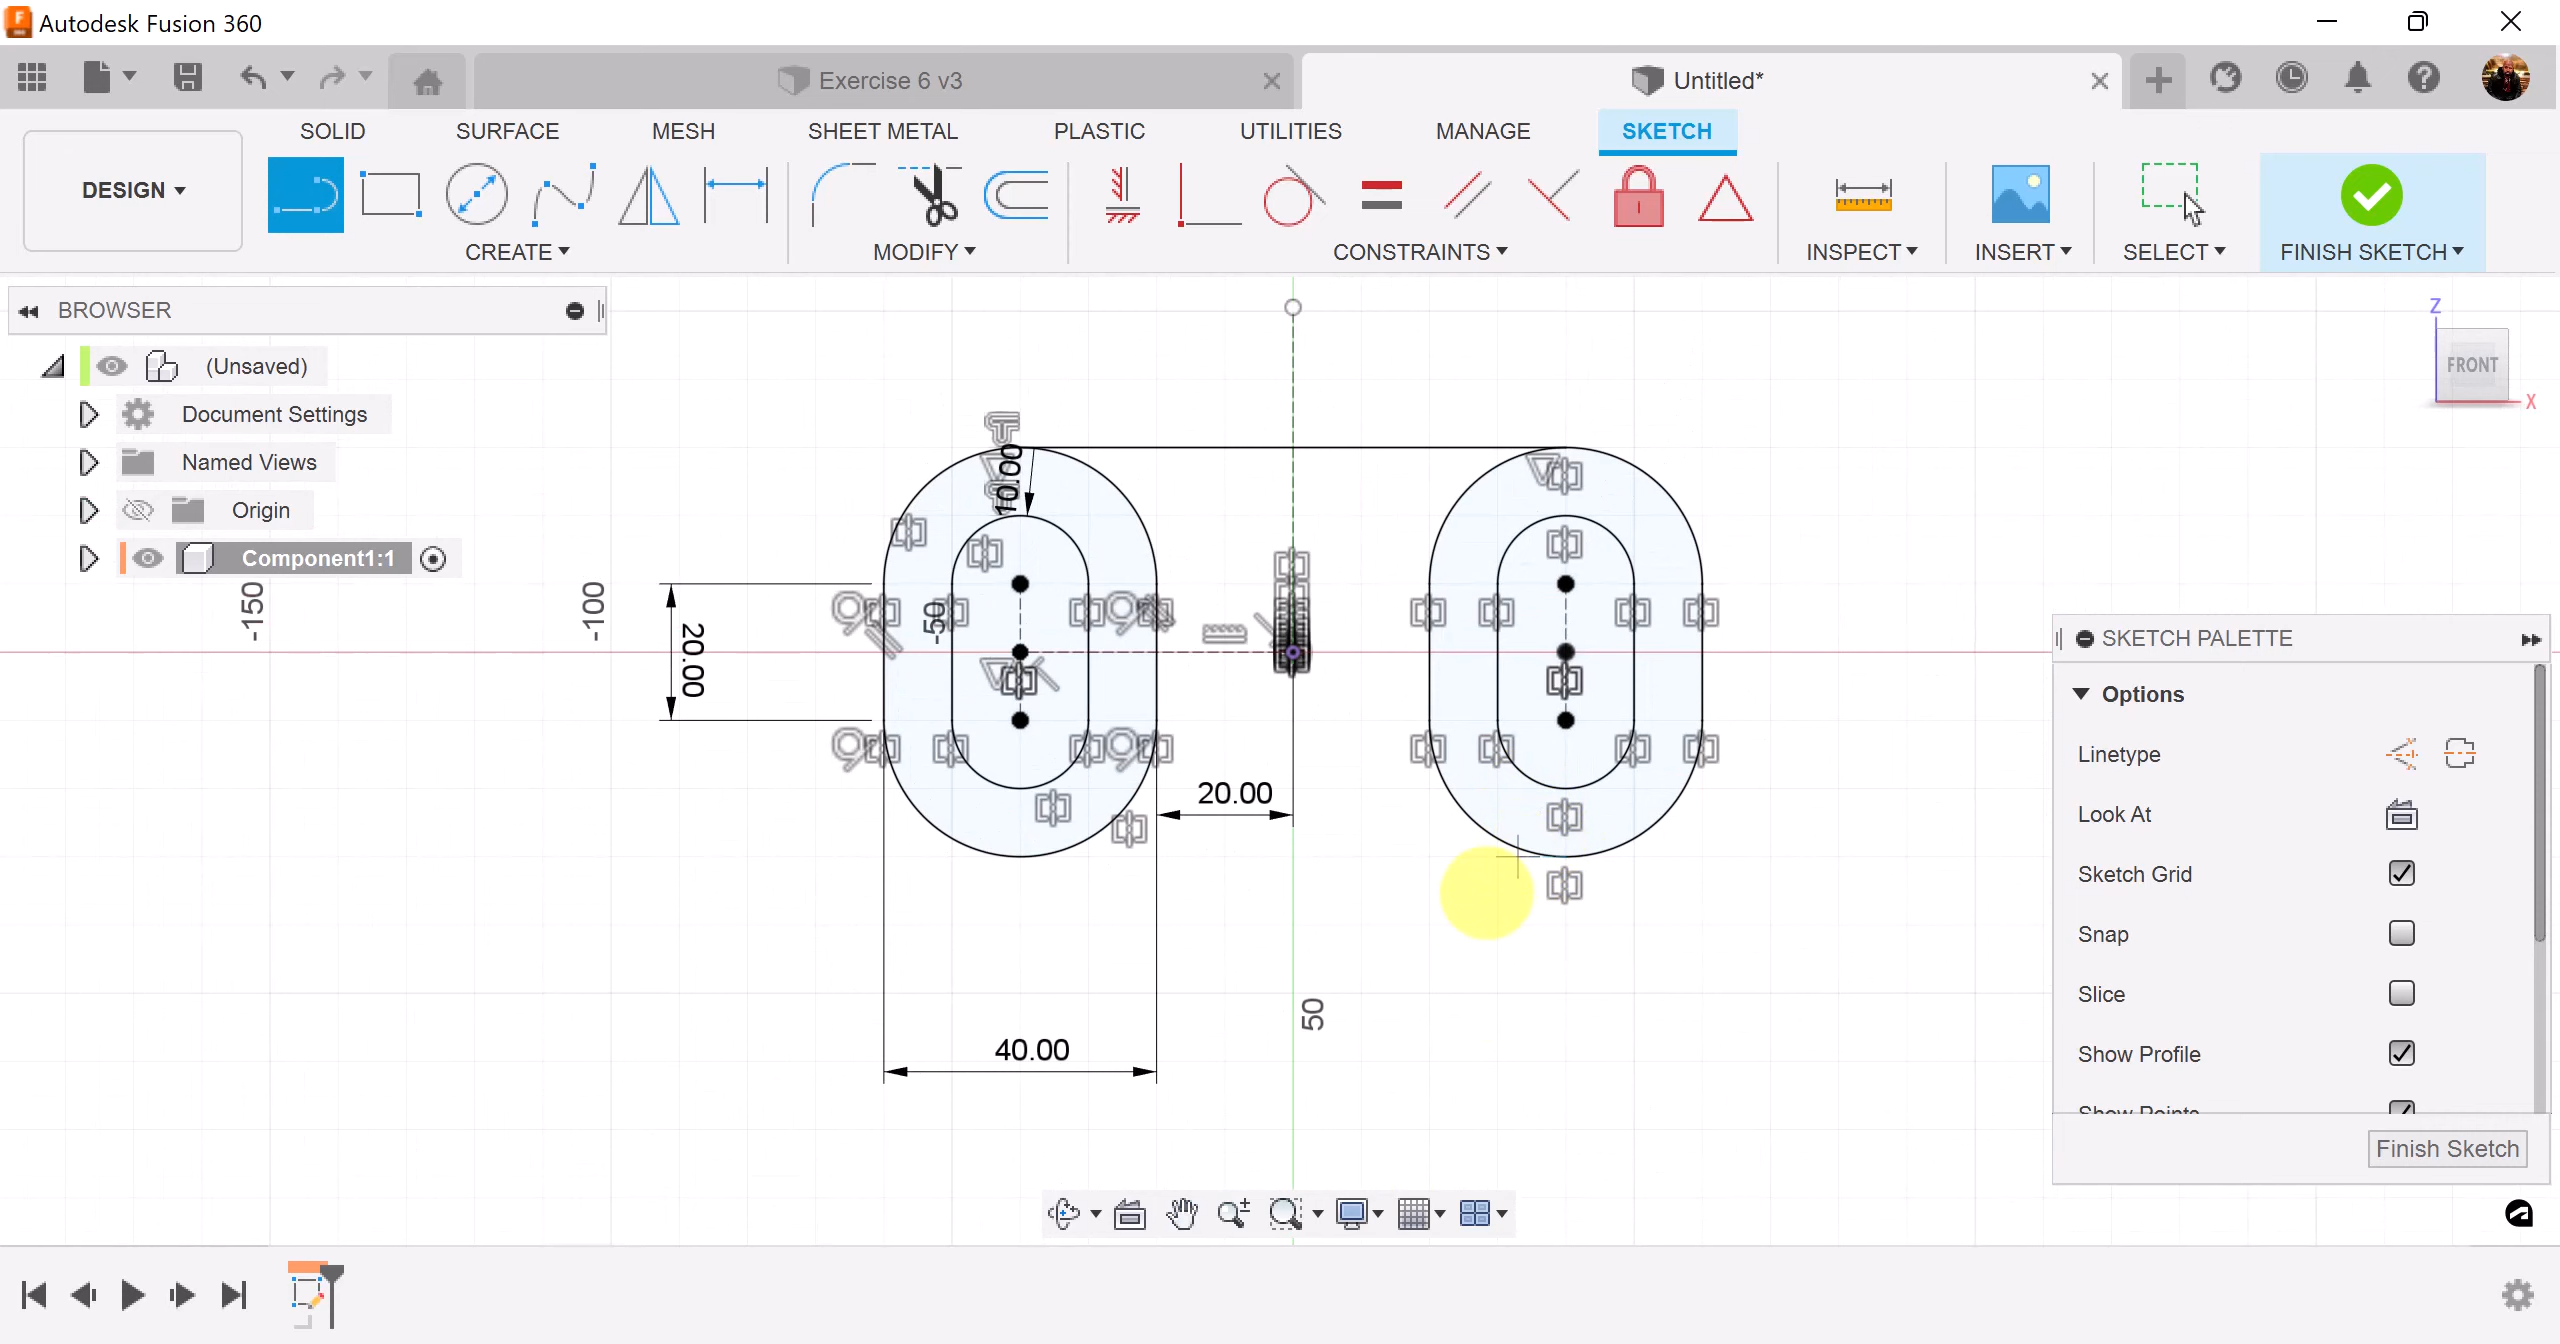 Autodesk Fusion 360
Exercise 6 v3
Untitled*
DESIGN
SOLID
SURFACE
MESH
SHEET METAL
PLASTIC
UTILITIES
MANAGE
SKETCH
CREATE
MODIFY
CONSTRAINTS
INSPECT
INSERT
SELECT
FINISH SKETCH
BROWSER
(Unsaved)
Document Settings
Named Views
Origin
Component1:1
Z
FRONT
X
10.00
-150
-100
-50
20.00
20.00
40.00
50
SKETCH PALETTE
Options
Linetype
Look At
Sketch Grid
Snap
Slice
Show Profile
Show Points
Finish Sketch